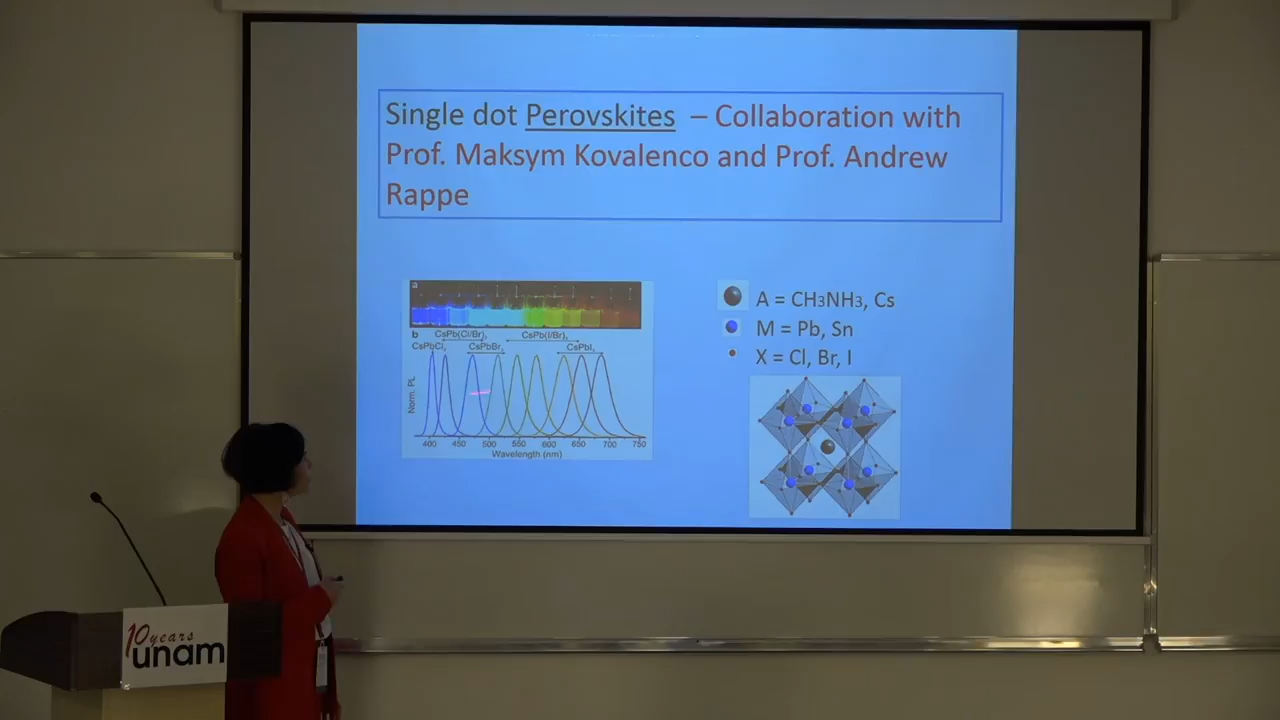 Single dot Perovskites – Collaboration with
Prof. Maksym Kovalenco and Prof. Andrew
Rappe
a
b
CsPb(Cl/Br)₃
CsPb(I/Br)₃
CsPbCl₃
CsPbBr₃
CsPbI₃
Norm. PL
400 450 500 550 600 650 700 750
Wavelength (nm)
A = CH3NH3, Cs
M = Pb, Sn
X = Cl, Br, I
10 years
unam